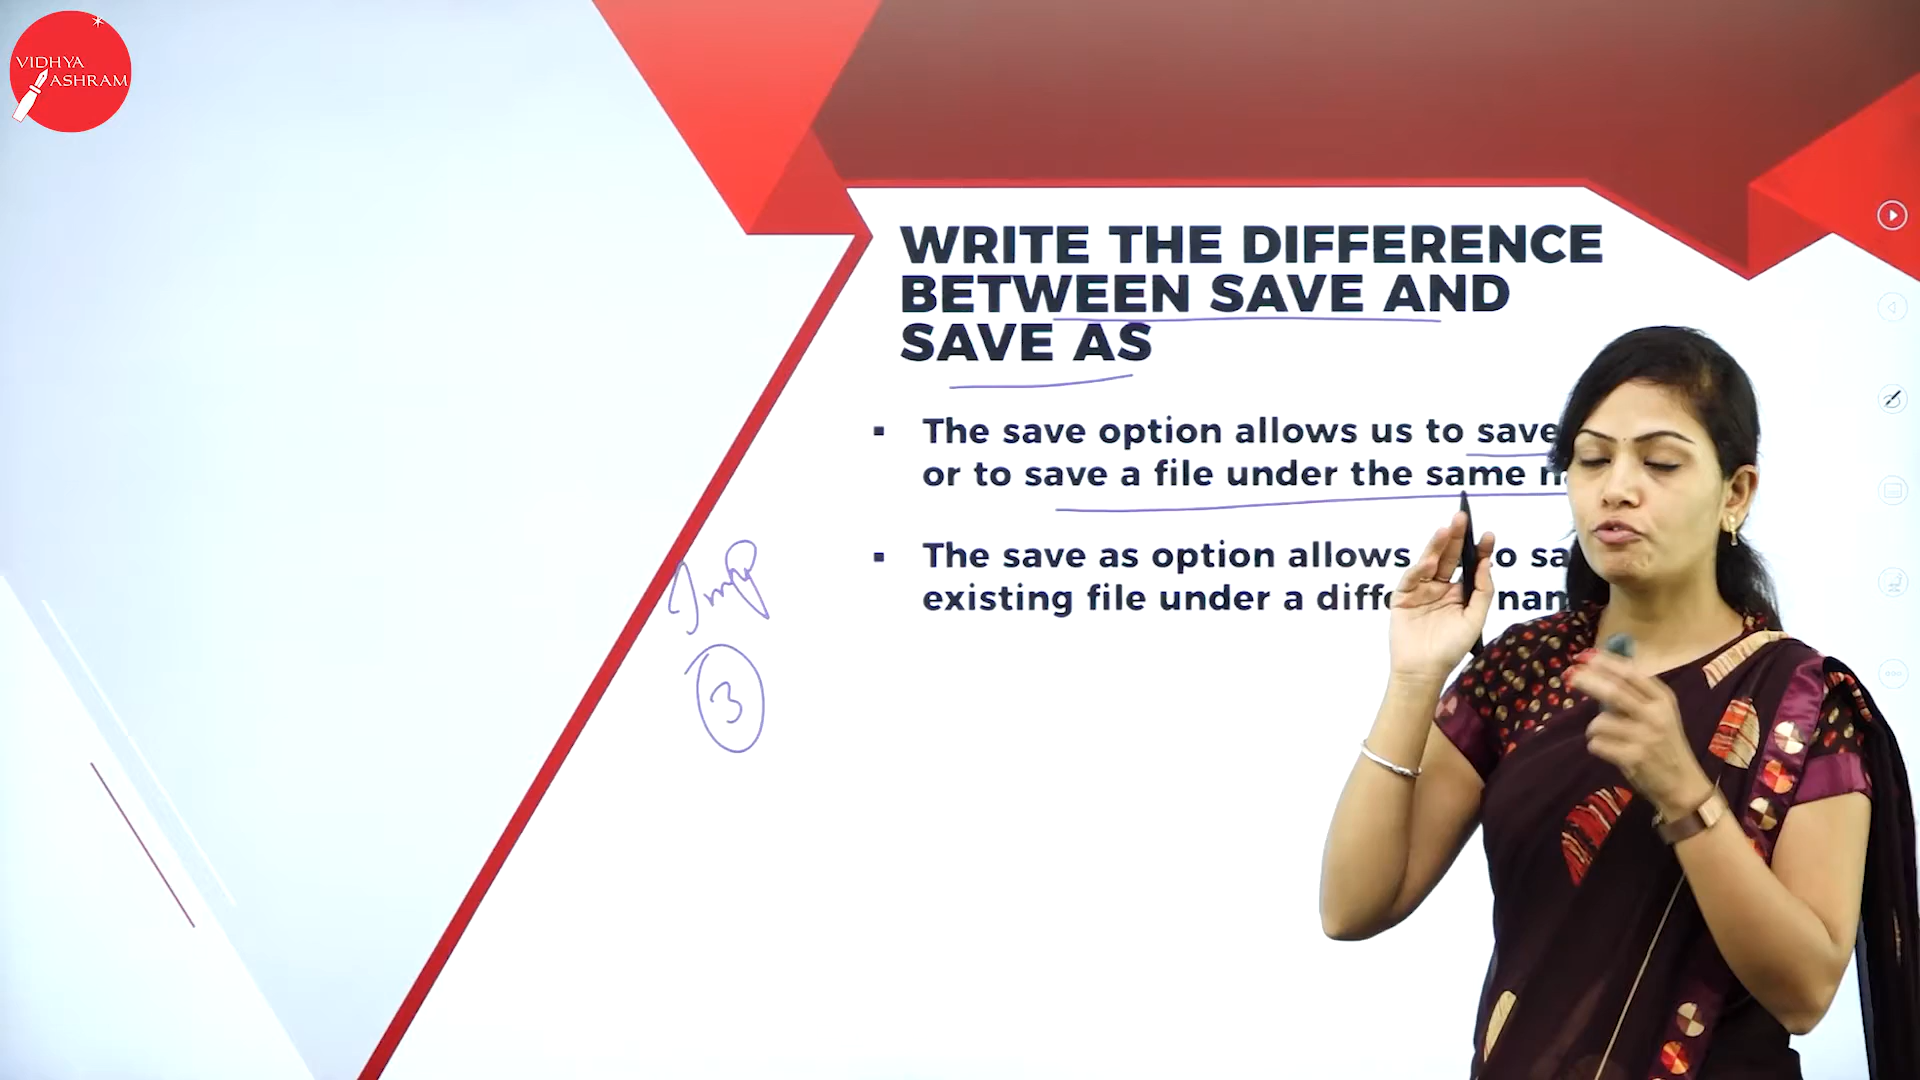 VIDHYA
ASHRAM
WRITE THE DIFFERENCE
BETWEEN SAVE AND
SAVE AS
▪ The save option allows us to save
or to save a file under the same
▪ The save as option allows to
existing file under a
Imp
3